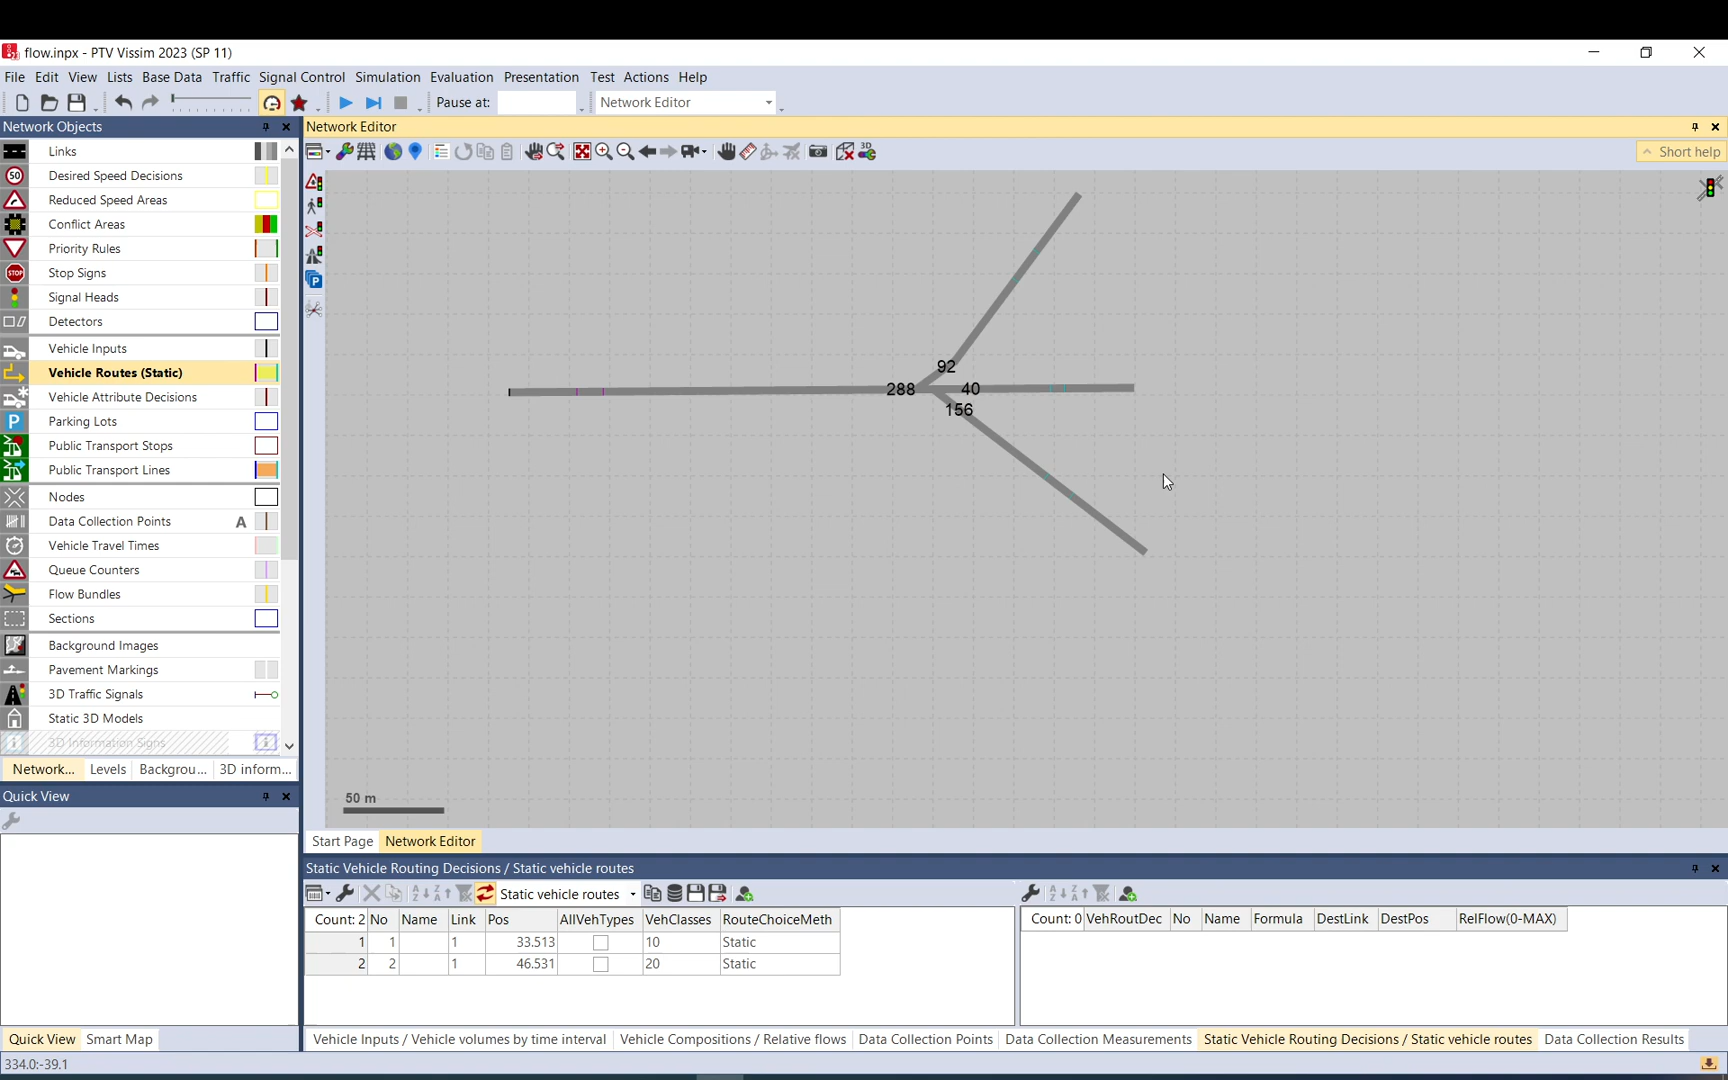 flow.inpx - PTV Vissim 2023 (SP 11)
File Edit View Lists Base Data Traffic Signal Control Simulation Evaluation Presentation Test Actions Help
Pause at: Network Editor
Network Objects
Links
50 Desired Speed Decisions
Reduced Speed Areas
Conflict Areas
Priority Rules
STOP Stop Signs
Signal Heads
Detectors
Vehicle Inputs
Vehicle Routes (Static)
Vehicle Attribute Decisions
P Parking Lots
Public Transport Stops
Public Transport Lines
Nodes
Data Collection Points A
Vehicle Travel Times
Queue Counters
Flow Bundles
Sections
Background Images
Pavement Markings
3D Traffic Signals
Static 3D Models
3D Information Signs
Network... Levels Backgrou... 3D inform...
Quick View
Quick View Smart Map
Network Editor
3D
Short help
P
92
288 40
156
50 m
Start Page Network Editor
Static Vehicle Routing Decisions / Static vehicle routes
Static vehicle routes
Count: 2 No Name Link Pos AllVehTypes VehClasses RouteChoiceMeth
1 1 1 33.513 10 Static
2 2 1 46.531 20 Static
Count: 0 VehRoutDec No Name Formula DestLink DestPos RelFlow(0-MAX)
Vehicle Inputs / Vehicle volumes by time interval Vehicle Compositions / Relative flows Data Collection Points Data Collection Measurements Static Vehicle Routing Decisions / Static vehicle routes Data Collection Results
334.0:-39.1